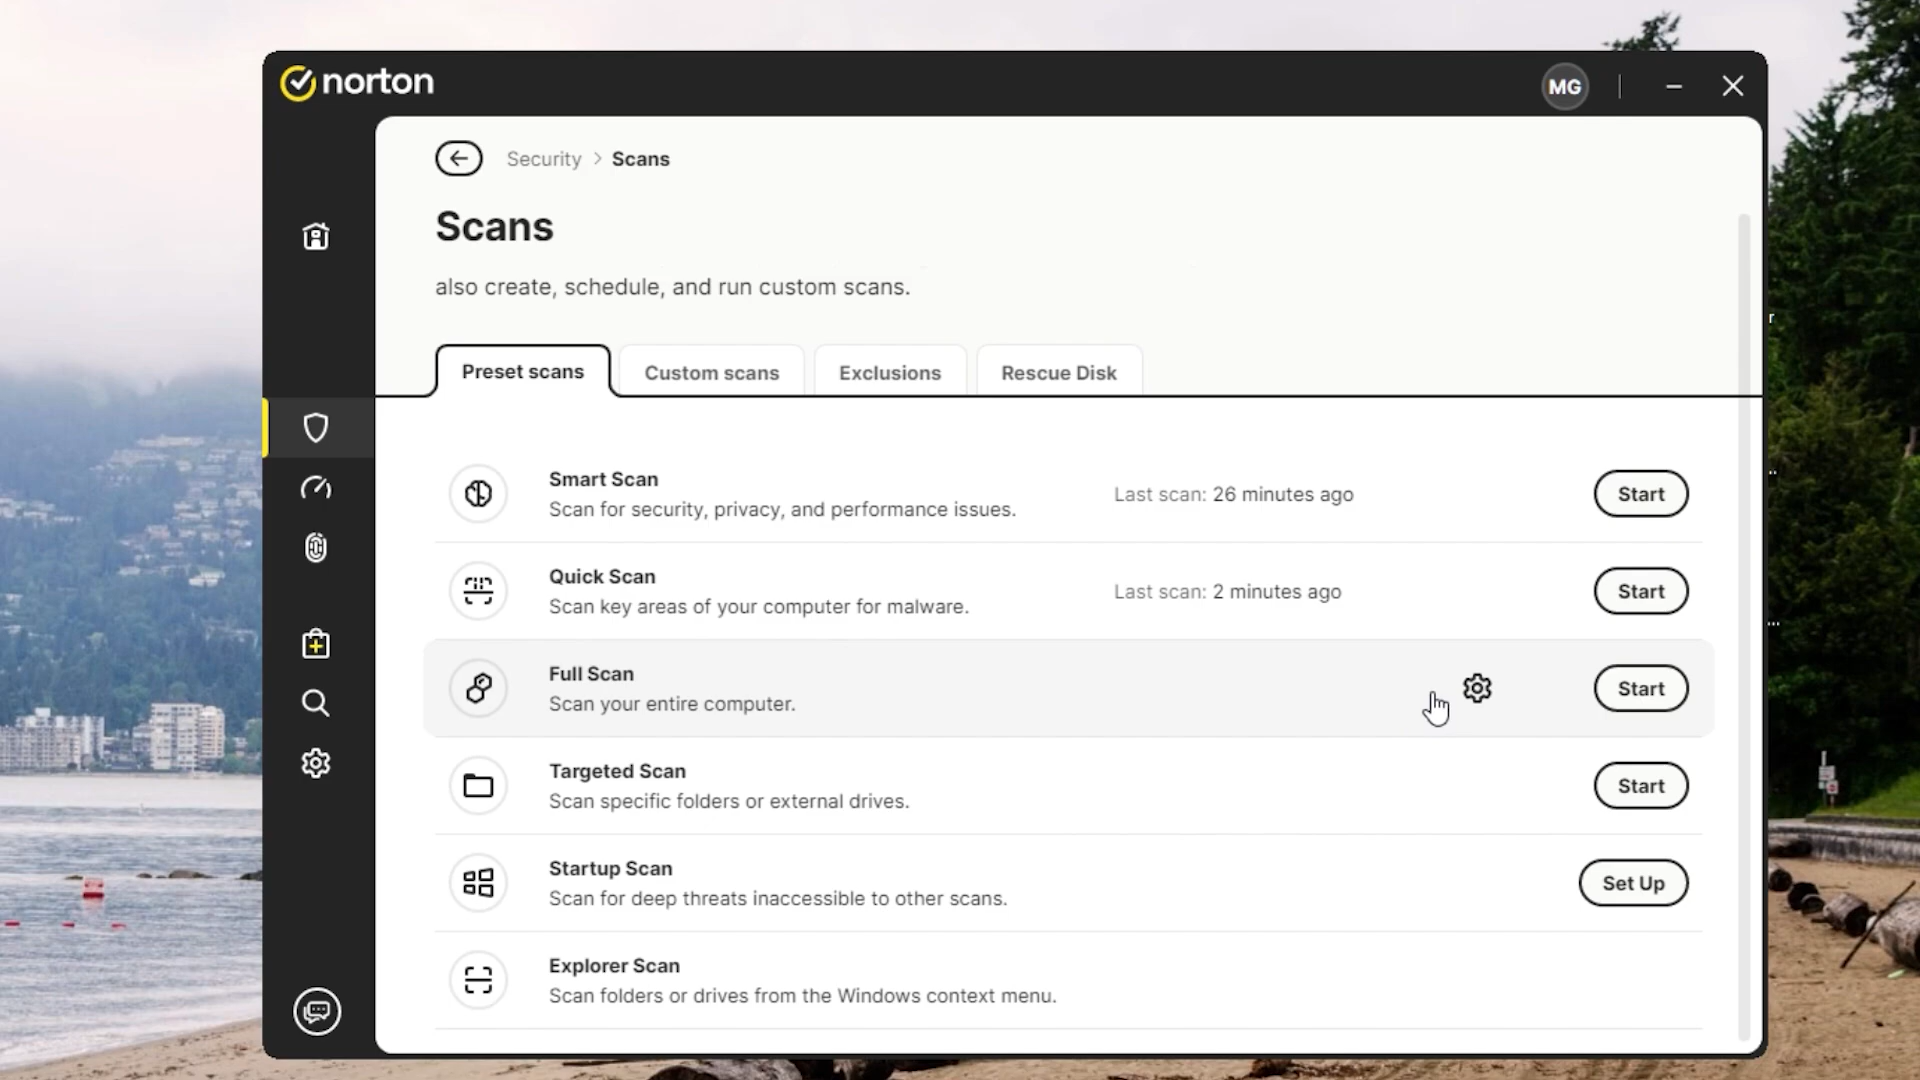 norton
MG
Security > Scans
Scans
also create, schedule, and run custom scans.
Preset scans
Custom scans
Exclusions
Rescue Disk
Smart Scan
Scan for security, privacy, and performance issues.
Last scan: 26 minutes ago
Start
Quick Scan
Scan key areas of your computer for malware.
Last scan: 2 minutes ago
Start
Full Scan
Scan your entire computer.
Start
Targeted Scan
Scan specific folders or external drives.
Start
Startup Scan
Scan for deep threats inaccessible to other scans.
Set Up
Explorer Scan
Scan folders or drives from the Windows context menu.